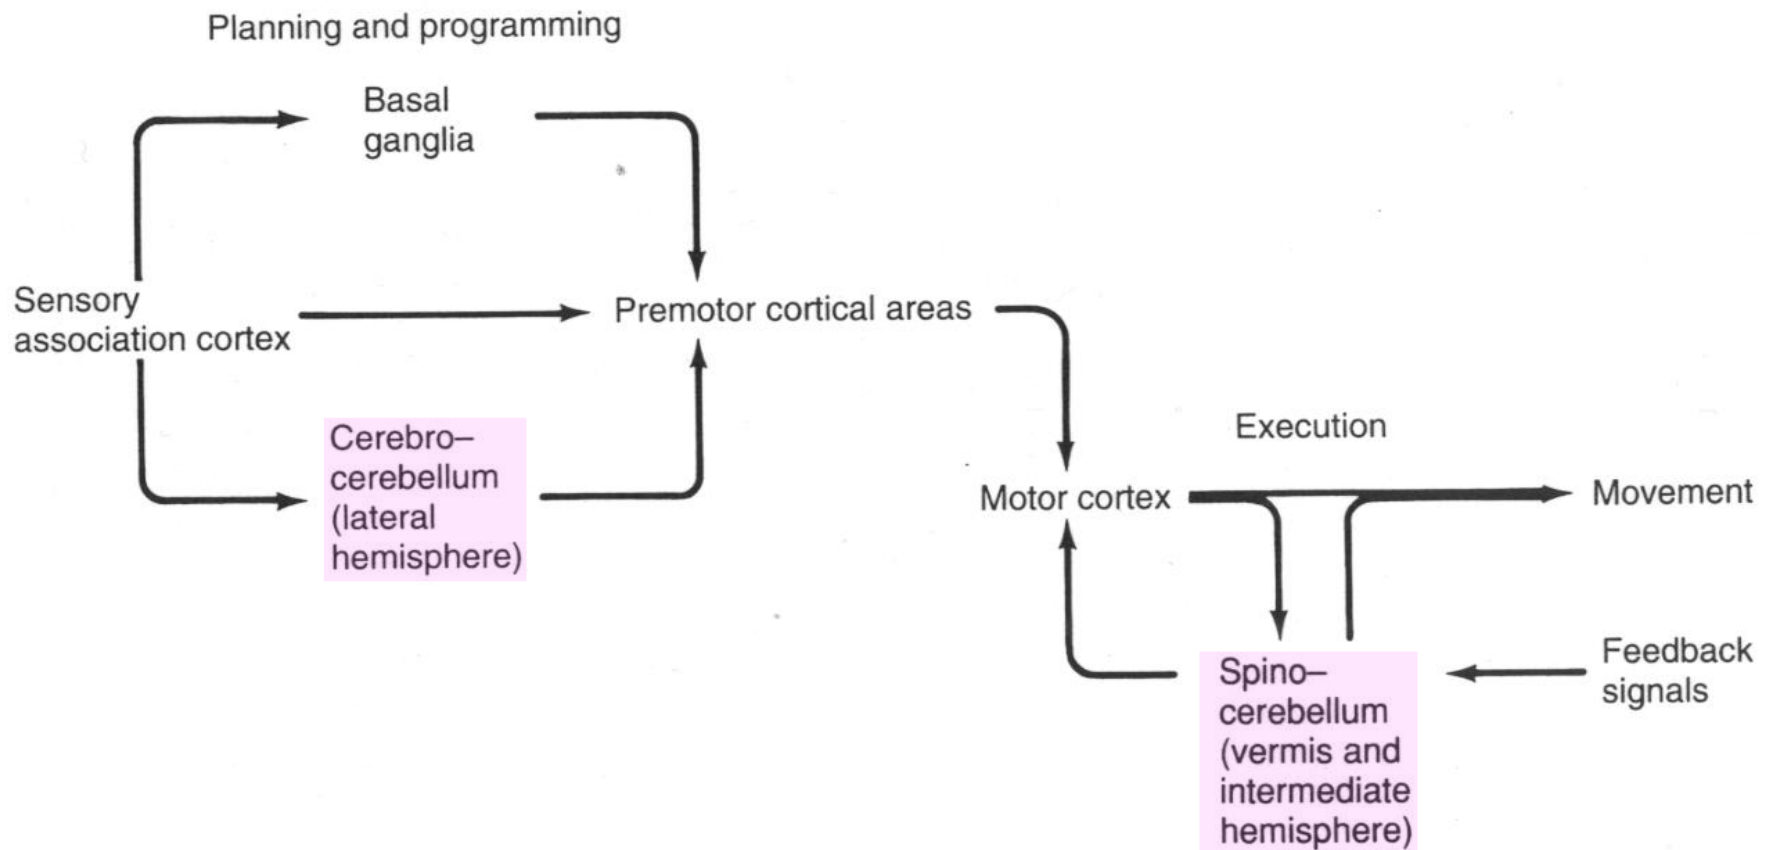 Planning and programming
Basal
ganglia
Sensory
association cortex
Premotor cortical areas
Cerebro–
cerebellum
(lateral
hemisphere)
Execution
Motor cortex
Movement
Spino–
cerebellum
(vermis and
intermediate
hemisphere)
Feedback
signals